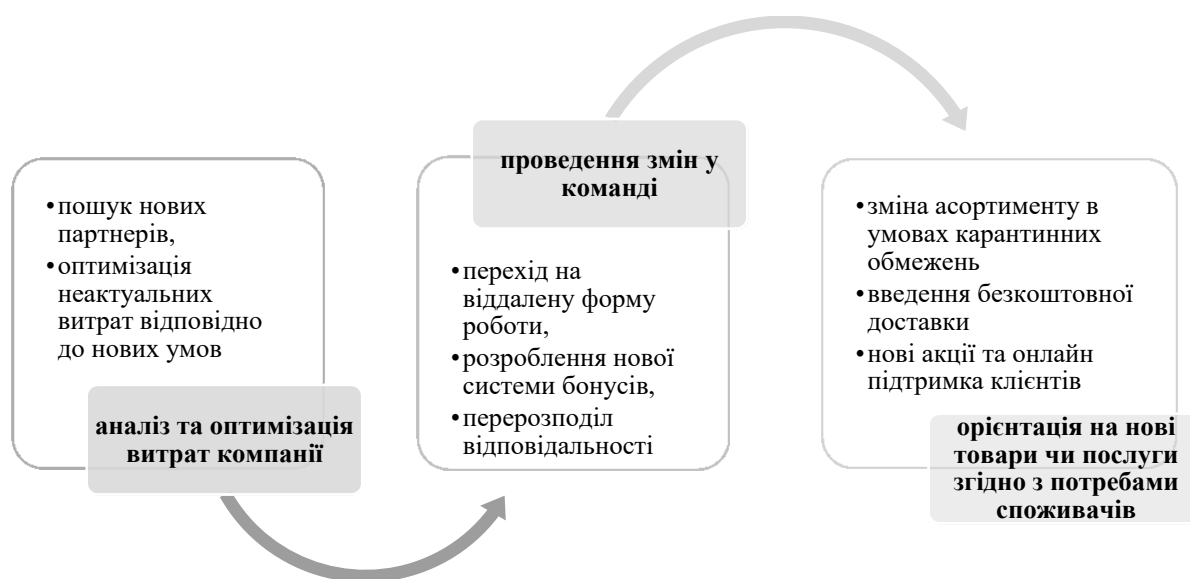 •пошук нових
партнерів,
•оптимізація
неактуальних
витрат відповідно
до нових умов
аналіз та оптимізація
витрат компанії
проведення змін у
команді
•перехід на
віддалену форму
роботи,
•розроблення нової
системи бонусів,
•перерозподіл
відповідальності
•зміна асортименту в
умовах карантинних
обмежень
•введення безкоштовної
доставки
•нові акції та онлайн
підтримка клієнтів
орієнтація на нові
товари чи послуги
згідно з потребами
споживачів